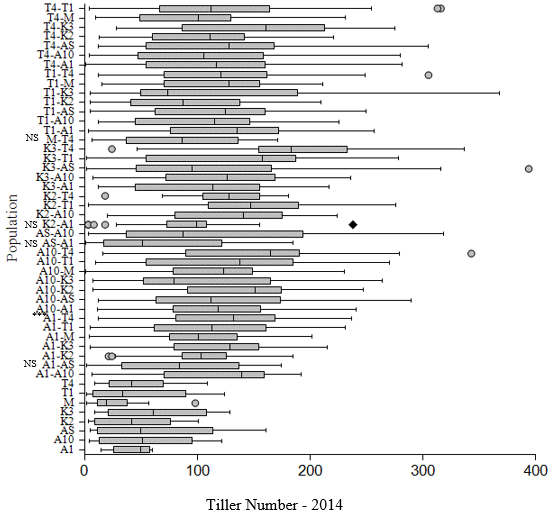 T4-T1
T4-M
T4-K3
T4-K2
T4-AS
T4-A10
T4-A1
T1-T4
T1-M
T1-K3
T1-K2
T1-AS
T1-A10
T1-A1
NS M-T4
K3-T4
K3-T1
K3-AS
K3-A10
K3-A1
K2-T4
K2-T1
K2-A10
NS K2-A1
AS-A10
NS AS-A1
A10-T4
A10-T1
A10-M
A10-K3
A10-K2
A10-AS
A10-A1
*** A1-T4
A1-T1
A1-M
A1-K3
A1-K2
NS A1-AS
A1-A10
T4
T1
M
K3
K2
AS
A10
A1
Population
0 100 200 300 400
Tiller Number - 2014